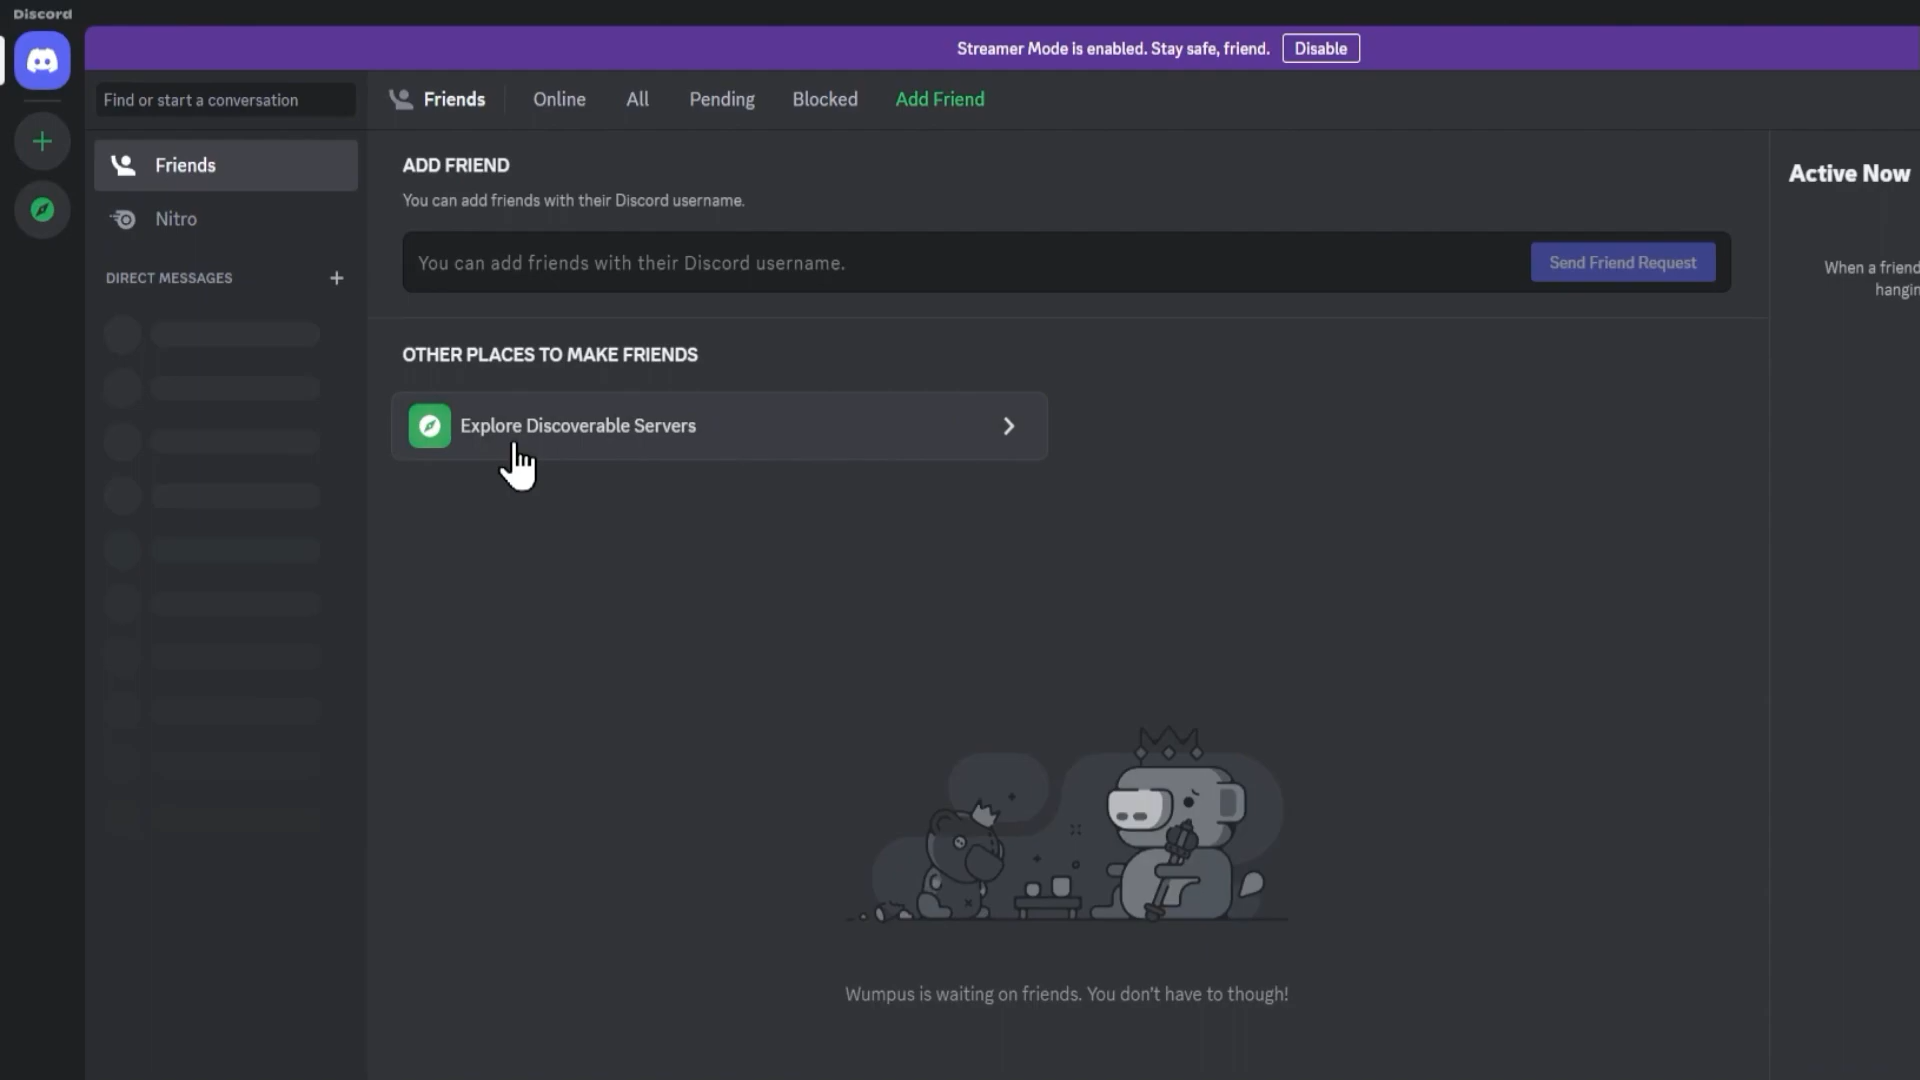 Discord
Streamer Mode is enabled. Stay safe, friend. Disable
Find or start a conversation
Friends Online All Pending Blocked Add Friend
Friends
Nitro
DIRECT MESSAGES
ADD FRIEND
You can add friends with their Discord username.
You can add friends with their Discord username. Send Friend Request
OTHER PLACES TO MAKE FRIENDS
Explore Discoverable Servers
Wumpus is waiting on friends. You don't have to though!
Active Now
When a friend
hangin